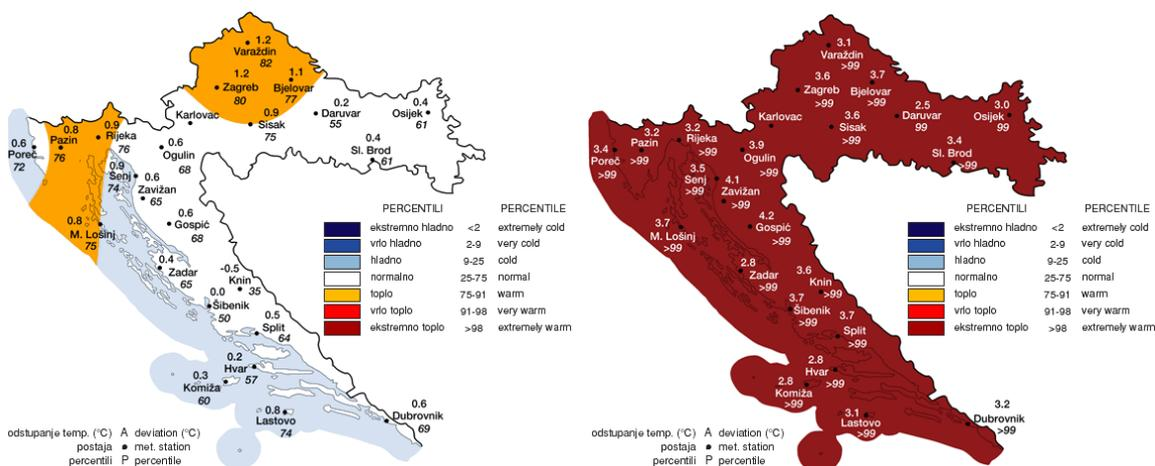 1.2
Varaždin
82
1.2
Zagreb
80
1.1
Bjelovar
77
Karlovac
0.9
Sisak
75
0.2
Daruvar
55
0.4
Osijek
61
0.4
Sl. Brod
61
0.6
Poreč
72
0.8
Pazin
76
0.9
Rijeka
76
0.6
Ogulin
68
0.9
Senj
74
0.6
Zavižan
65
0.6
Gospić
68
0.8
M. Lošinj
75
0.4
Zadar
65
-0.5
Knin
35
0.0
Šibenik
50
0.5
Split
64
0.2
Hvar
57
0.3
Komiža
60
0.8
Lastovo
74
0.6
Dubrovnik
69
PERCENTILI PERCENTILE
ekstremno hladno <2 extremely cold
vrlo hladno 2-9 very cold
hladno 9-25 cold
normalno 25-75 normal
toplo 75-91 warm
vrlo toplo 91-98 very warm
ekstremno toplo >98 extremely warm
odstupanje temp. (°C) A deviation (°C)
postaja met. station
percentili P percentile
3.1
Varaždin
>99
3.6
Zagreb
>99
3.7
Bjelovar
>99
Karlovac
3.6
Sisak
>99
2.5
Daruvar
99
3.0
Osijek
99
3.4
Sl. Brod
>99
3.4
Poreč
>99
3.2
Pazin
>99
3.2
Rijeka
>99
3.9
Ogulin
>99
3.5
Senj
>99
4.1
Zavižan
>99
4.2
Gospić
>99
3.7
M. Lošinj
>99
2.8
Zadar
>99
3.6
Knin
>99
3.7
Šibenik
>99
3.7
Split
>99
2.8
Hvar
>99
2.8
Komiža
>99
3.1
Lastovo
>99
3.2
Dubrovnik
>99
PERCENTILI PERCENTILE
ekstremno hladno <2 extremely cold
vrlo hladno 2-9 very cold
hladno 9-25 cold
normalno 25-75 normal
toplo 75-91 warm
vrlo toplo 91-98 very warm
ekstremno toplo >98 extremely warm
odstupanje temp. (°C) A deviation (°C)
postaja met. station
percentili P percentile